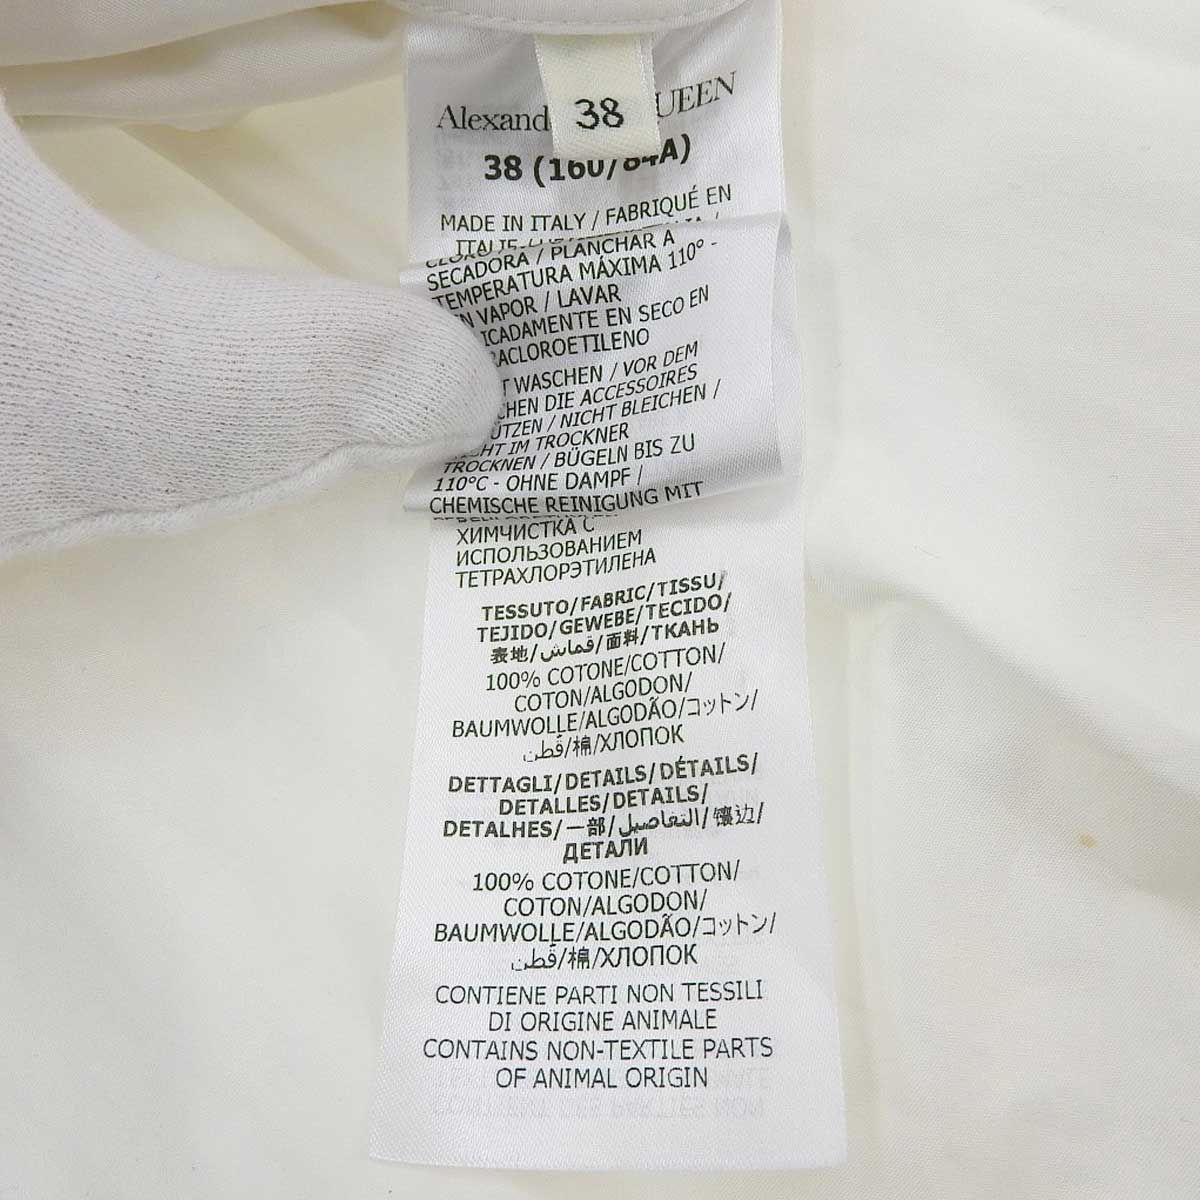 38
UEEN
38 (160/84A)
MADE IN ITALY / FABRIQUÉ EN
SECADORA / PLANCHAR A
TEMPERATURA MÁXIMA 110º -
VAPOR / LAVAR
EN SECO EN
WASCHEN / VOR DEM
DIE ACCESSOIRES
/ NICHT BLEICHEN /
IM TROCKNER
TROCKNEN / BÜGELN BIS ZU
110°C - OHNE DAMPF /
CHEMISCHE REINIGUNG MIT
ХИМЧИСТКА С
ИСПОЛЬЗОВАНИЕМ
ТЕТРАХЛОРЭТИЛЕНА
TESSUTO/FABRIC/TISSU/
TEJIDO/GEWEBE/TECIDO/
表地/قماش/面料/ТКАНЬ
100% COTONE/COTTON/
COTON/ALGODON/
BAUMWOLLE/ALGODÃO/コットン/
قطن/棉/ХЛОПОК
DETTAGLI/DETAILS/DÉTAILS/
DETALLES/DETAILS/
DETALHES/一部/التفاصيل/镶边/
ДЕТАЛИ
100% COTONE/COTTON/
COTON/ALGODON/
BAUMWOLLE/ALGODÃO/コットン/
قطن/棉/ХЛОПОК
CONTIENE PARTI NON TESSILI
DI ORIGINE ANIMALE
CONTAINS NON-TEXTILE PARTS
OF ANIMAL ORIGIN